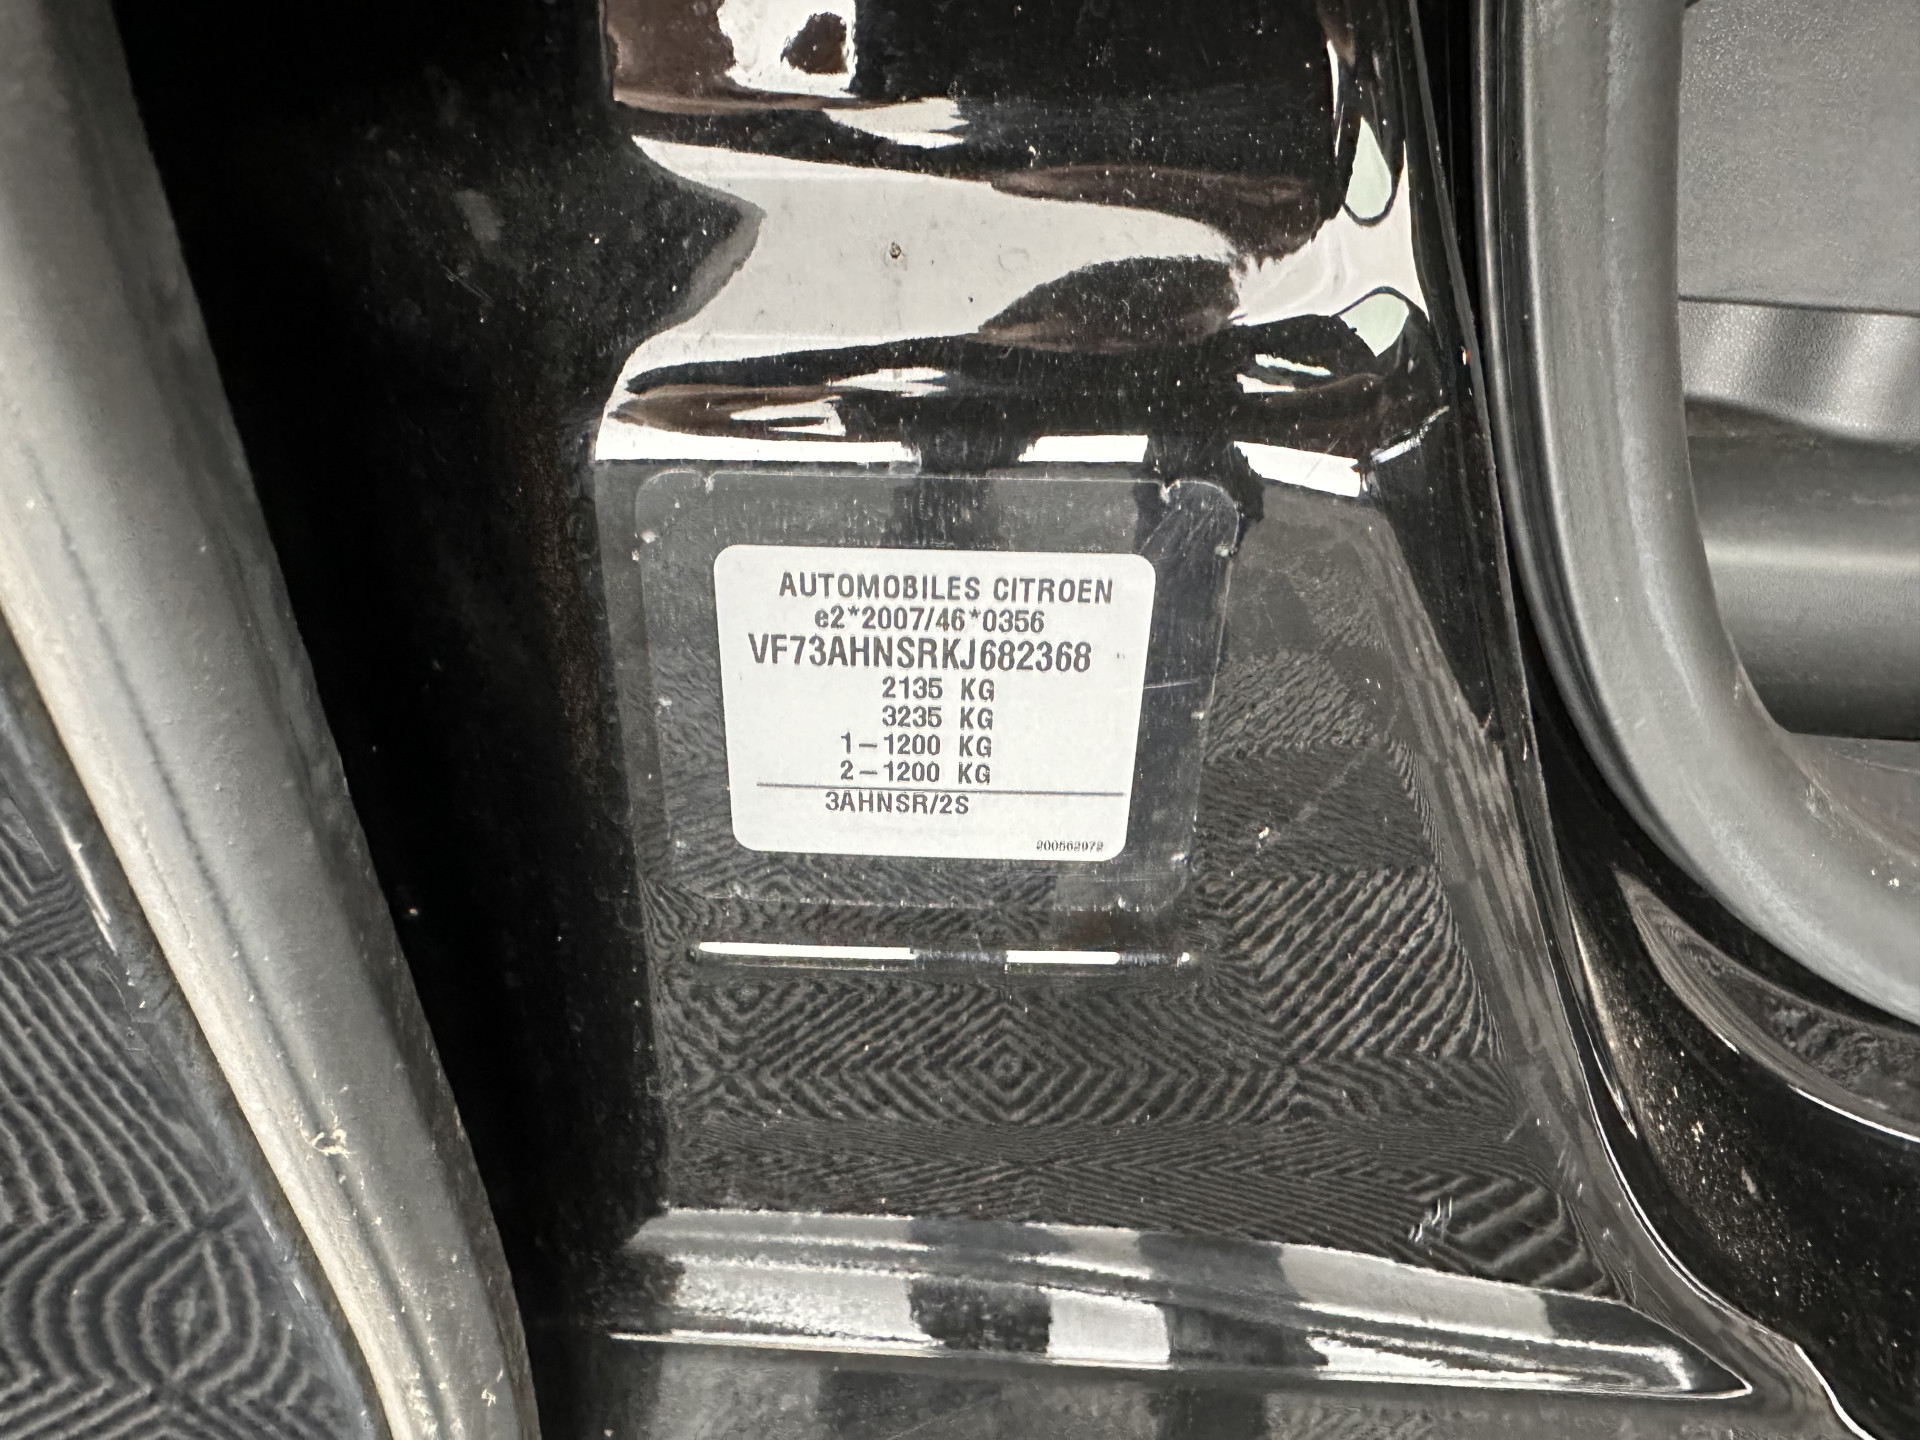 AUTOMOBILES CITROEN
e2*2007/46*0356
VF73AHNSRKJ682368
2135 KG
3235 KG
1-1200 KG
2-1200 KG
3AHNSR/2S
200562972